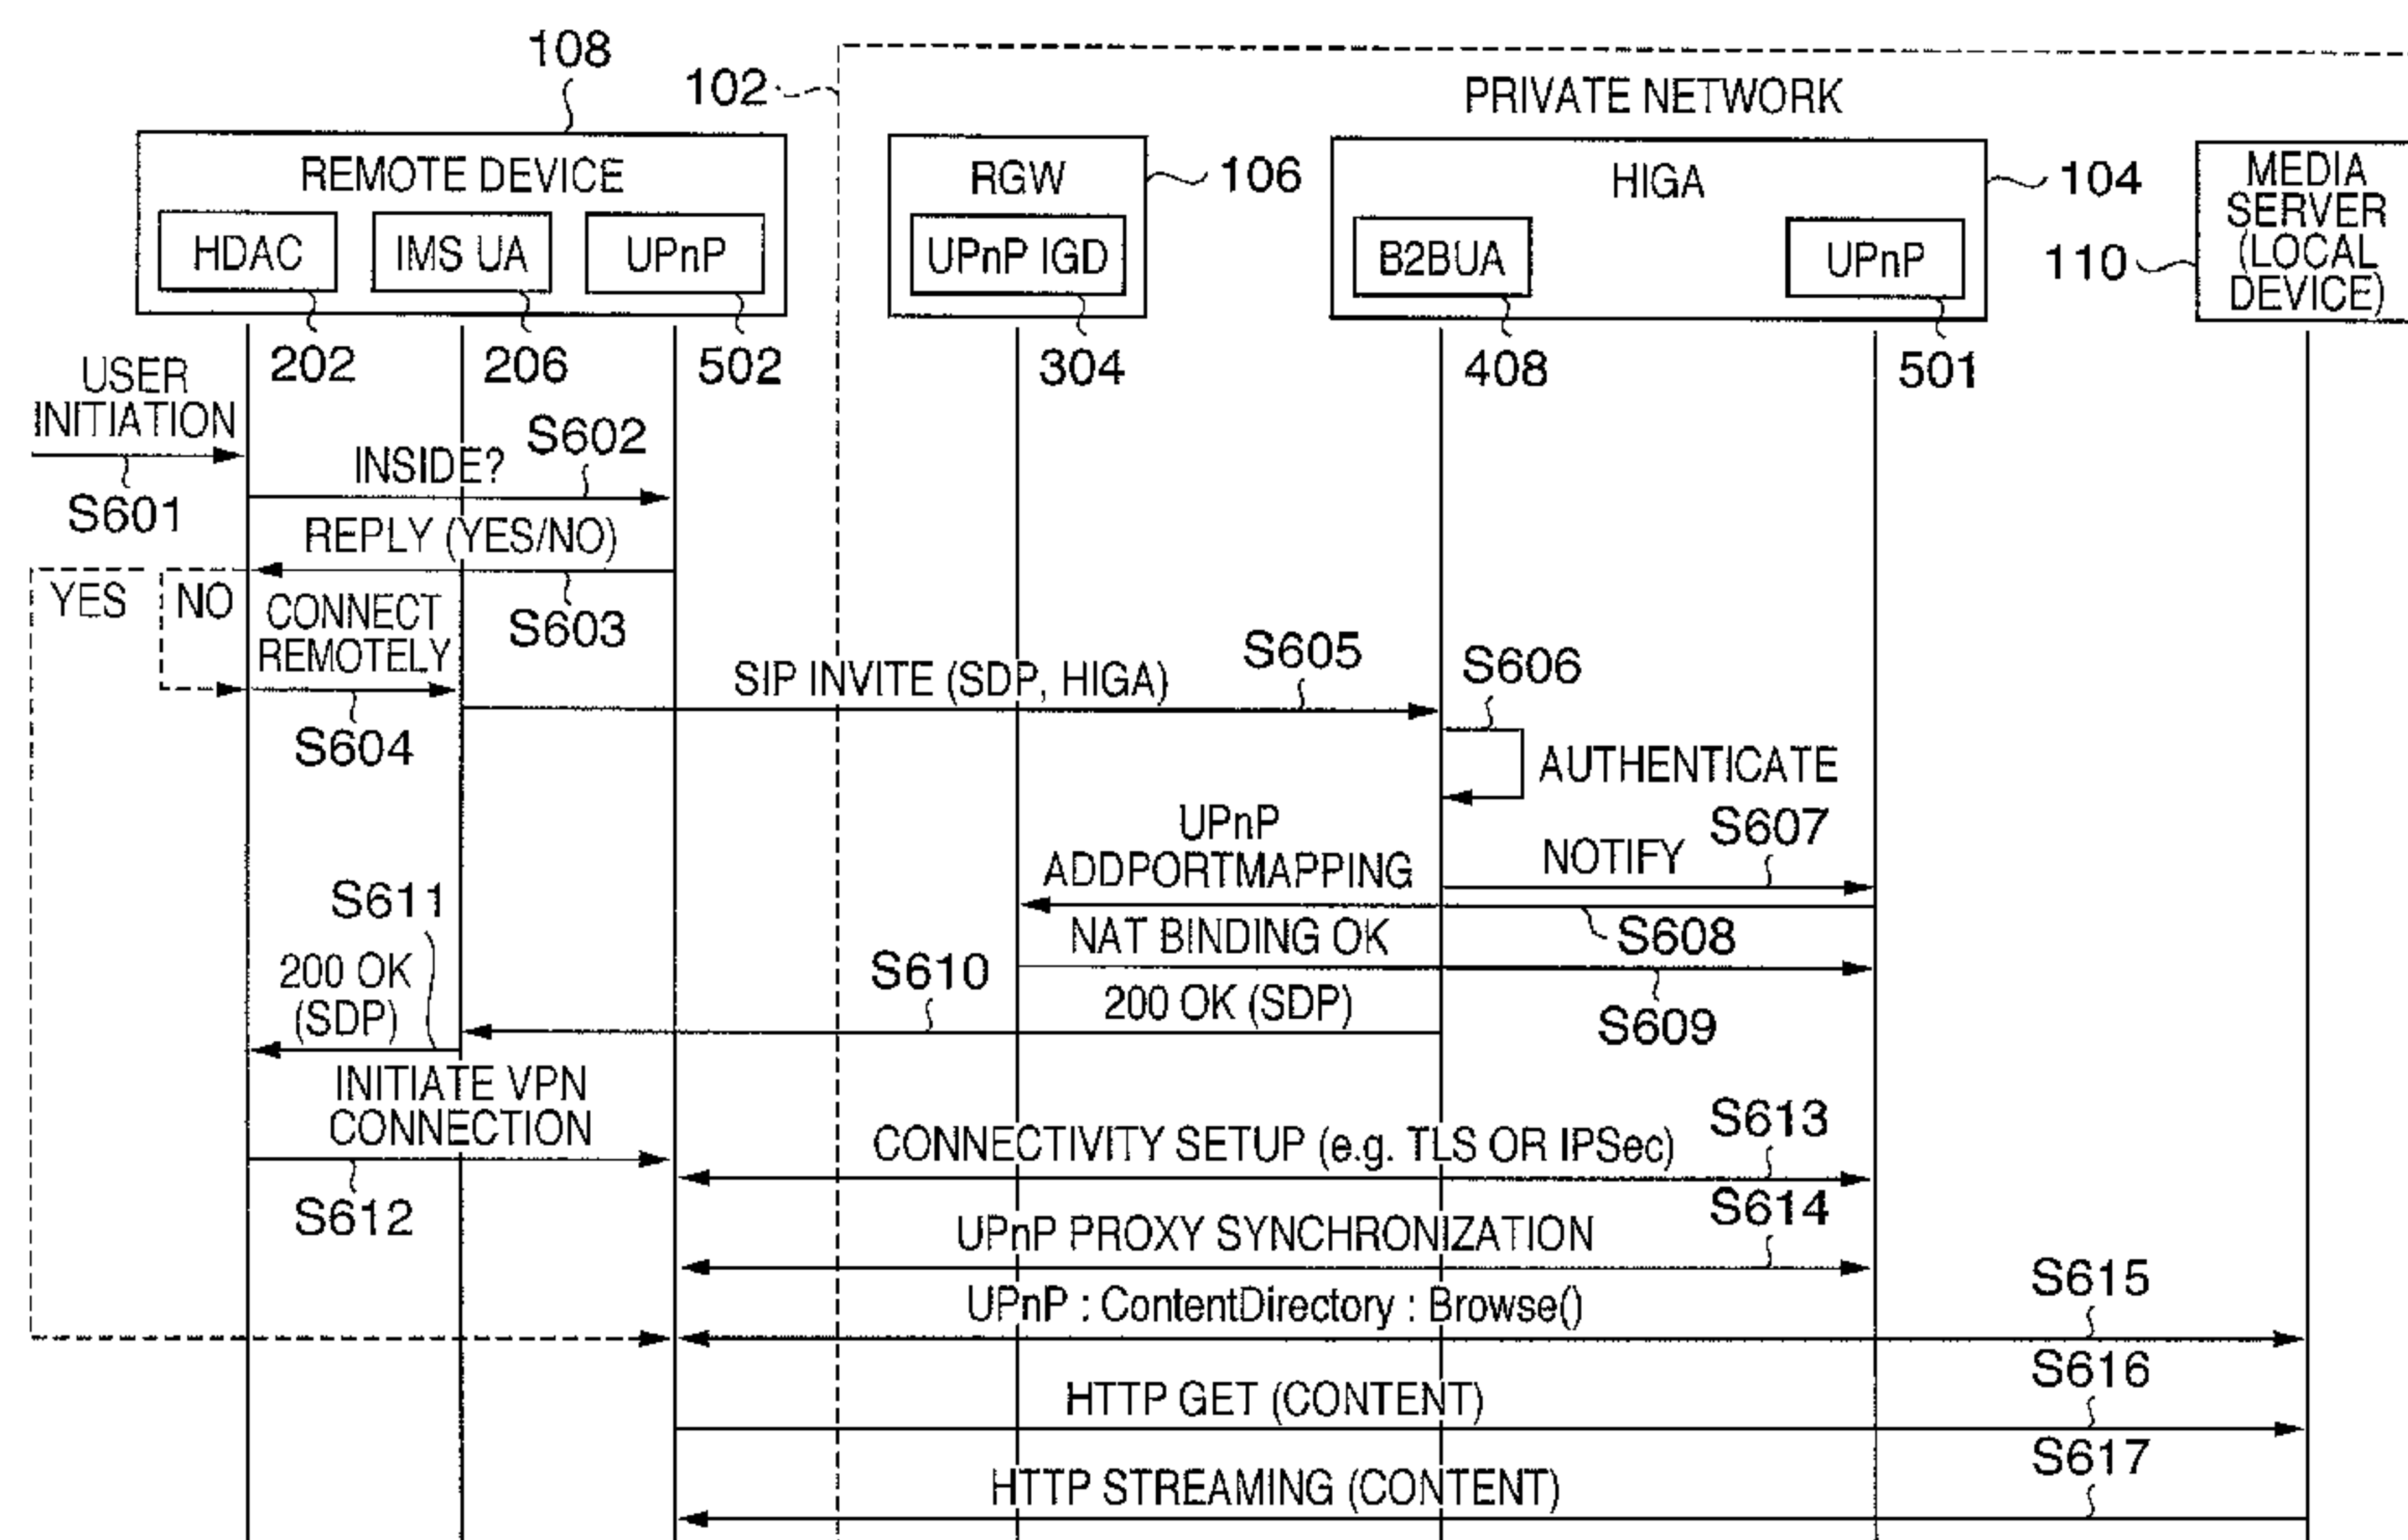 108
102
PRIVATE NETWORK
REMOTE DEVICE
HDAC
IMS UA
UPnP
RGW
UPnP IGD
106
HIGA
B2BUA
UPnP
104
MEDIA
SERVER
(LOCAL
DEVICE)
110
202
206
502
304
408
501
USER
INITIATION
S601
INSIDE?
S602
REPLY (YES/NO)
S603
YES
NO
CONNECT
REMOTELY
S604
SIP INVITE (SDP, HIGA)
S605
S606
AUTHENTICATE
UPnP
ADDPORTMAPPING
NOTIFY
S607
S608
NAT BINDING OK
S609
S610
200 OK (SDP)
S611
200 OK
(SDP)
INITIATE VPN
CONNECTION
S612
CONNECTIVITY SETUP (e.g. TLS OR IPSec)
S613
UPnP PROXY SYNCHRONIZATION
S614
UPnP : ContentDirectory : Browse()
S615
HTTP GET (CONTENT)
S616
HTTP STREAMING (CONTENT)
S617